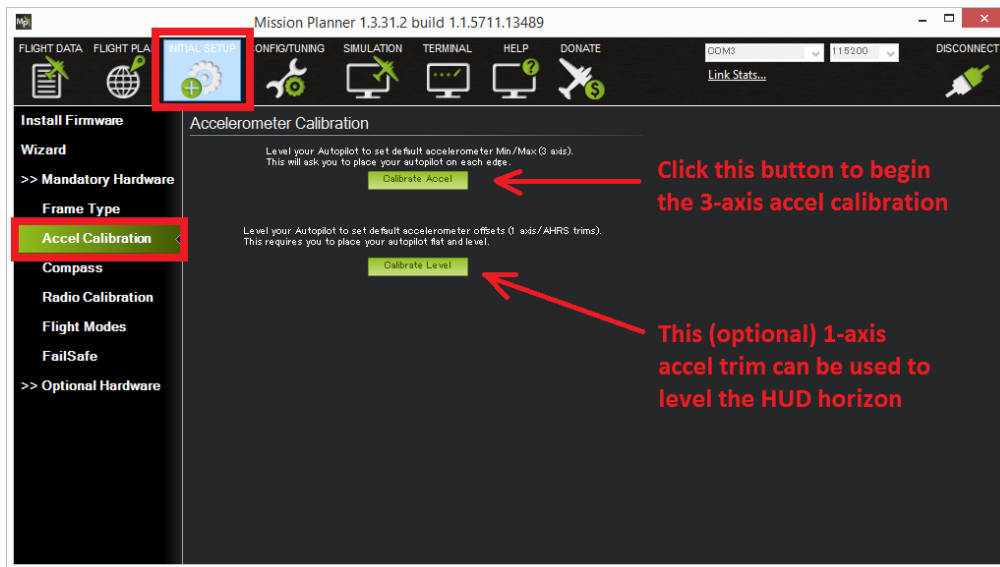 Mission Planner 1.3.31.2 build 1.1.5711.13489
FLIGHT DATA FLIGHT PLA INITIAL SETUP CONFIG/TUNING SIMULATION TERMINAL HELP DONATE
COM3 115200 DISCONNECT
Link Stats...
Install Firmware
Wizard
>> Mandatory Hardware
Frame Type
Accel Calibration
Compass
Radio Calibration
Flight Modes
FailSafe
>> Optional Hardware
Accelerometer Calibration
Level your Autopilot to set default accelerometer Min/Max (3 axis).
This will ask you to place your autopilot on each edge.
Calibrate Accel
Click this button to begin
the 3-axis accel calibration
Level your Autopilot to set default accelerometer offsets (1 axis/AHRS trims).
This requires you to place your autopilot flat and level.
Calibrate Level
This (optional) 1-axis
accel trim can be used to
level the HUD horizon